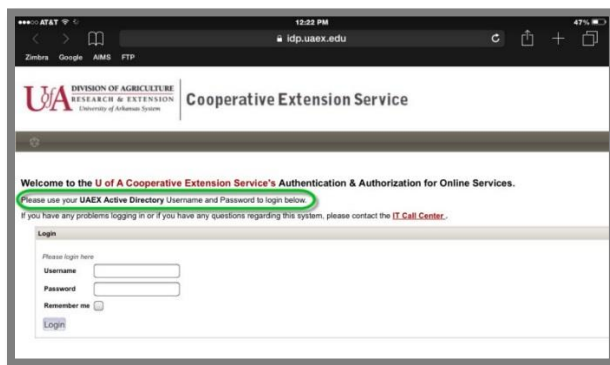 AT&T 12:22 PM 47%
idp.uaex.edu
Zimbra Google AIMS FTP
UofA DIVISION OF AGRICULTURE
RESEARCH & EXTENSION
University of Arkansas System
Cooperative Extension Service
Welcome to the U of A Cooperative Extension Service's Authentication & Authorization for Online Services.
Please use your UAEX Active Directory Username and Password to login below.
If you have any problems logging in or if you have any questions regarding this system, please contact the IT Call Center.
Login
Please login here
Username
Password
Remember me
Login